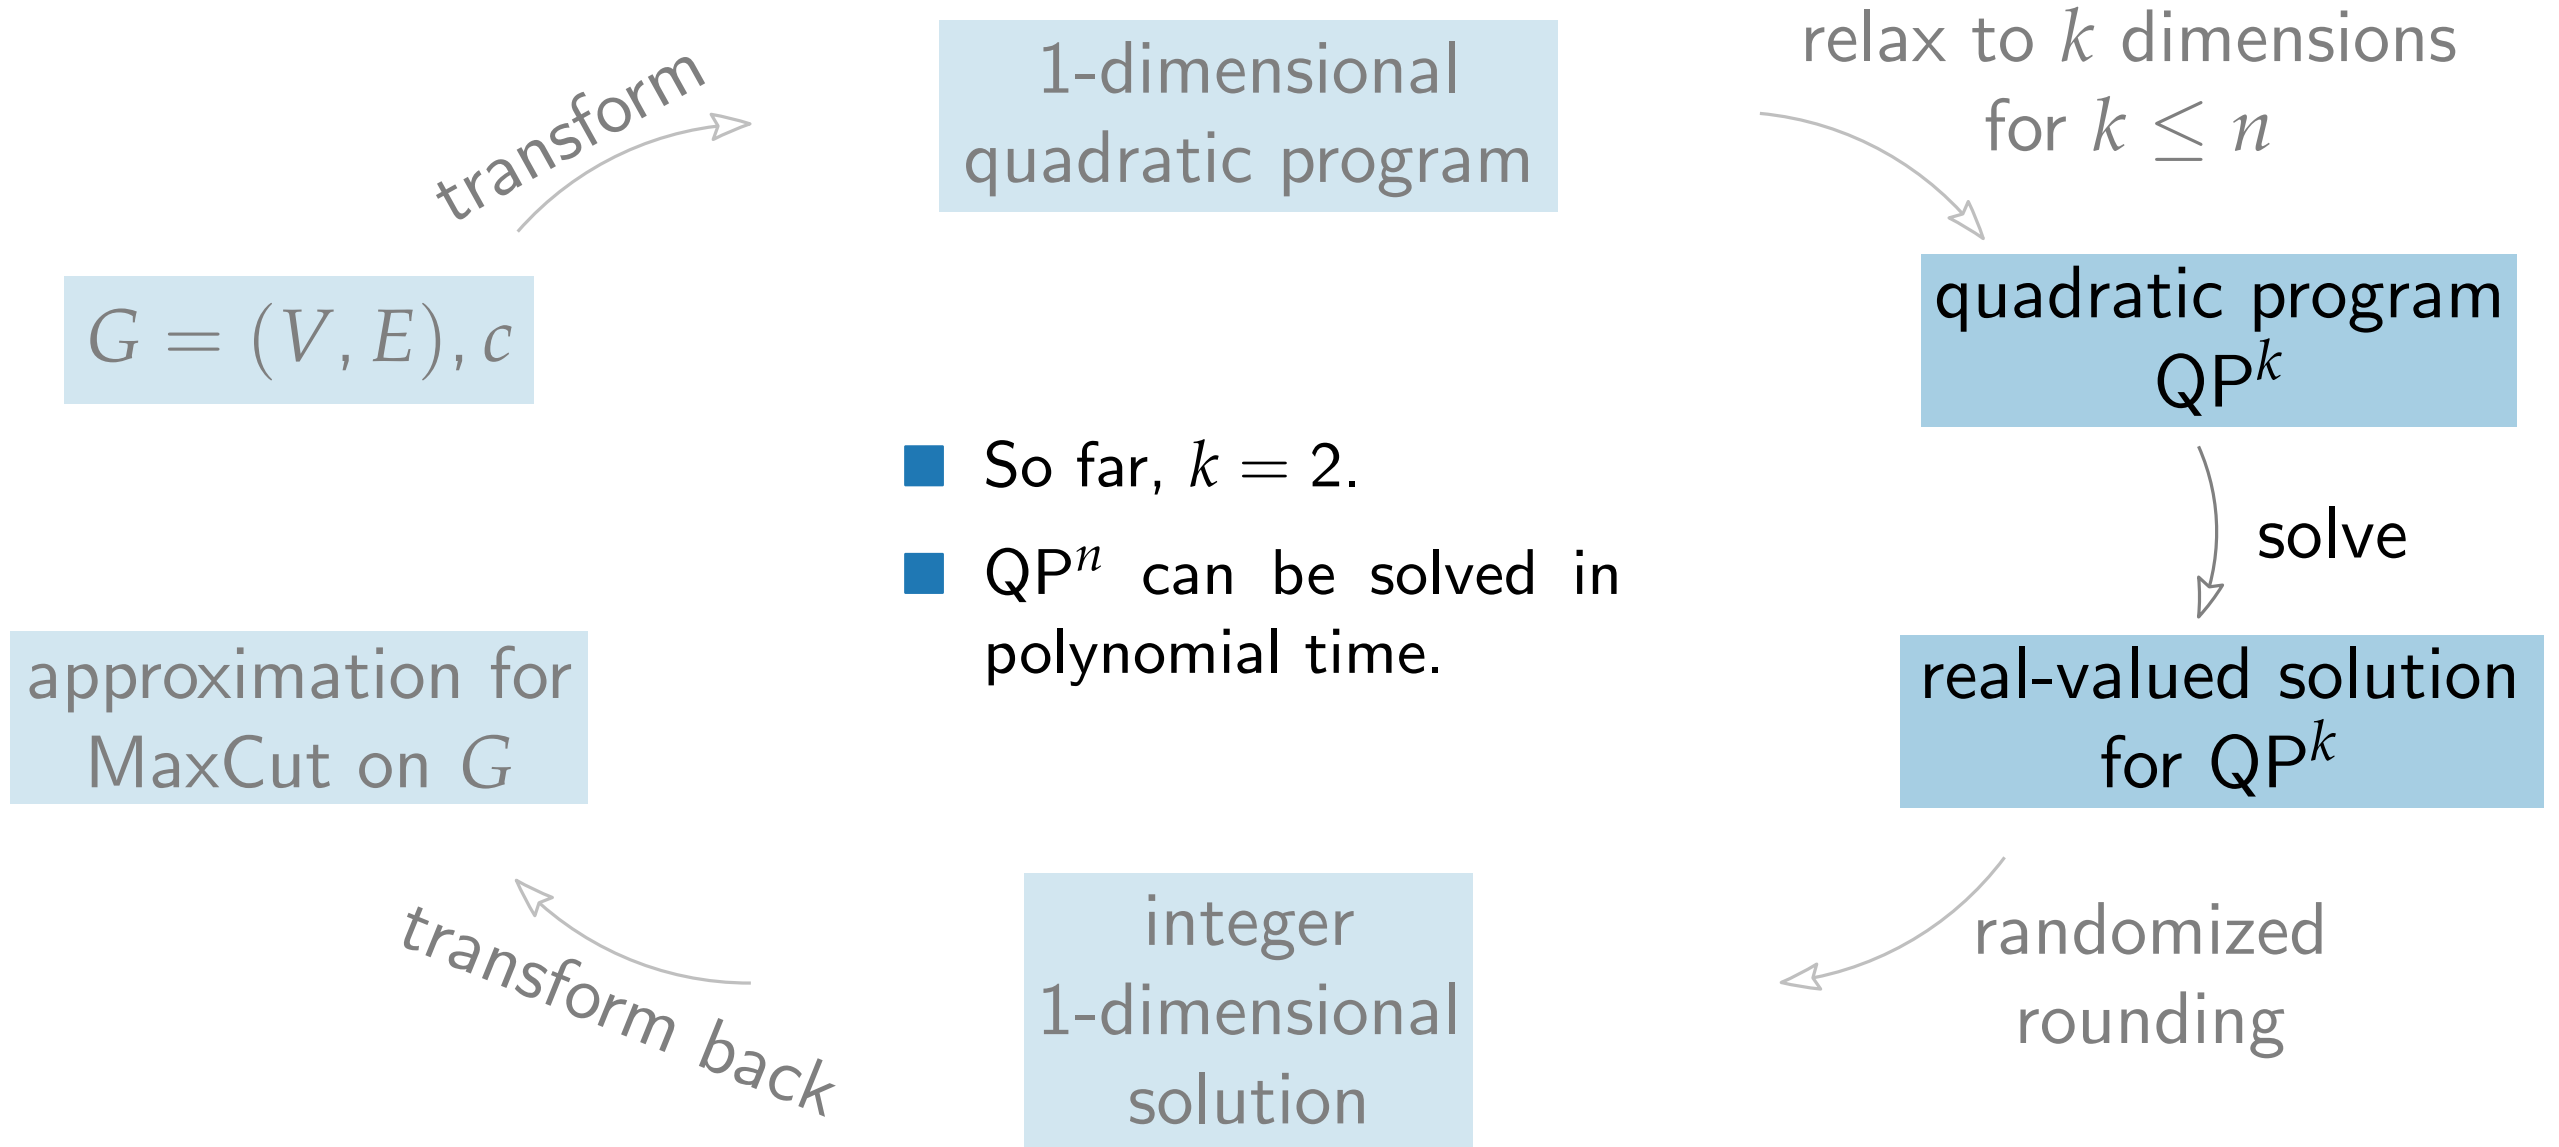 transform
1-dimensional
quadratic program
relax to k dimensions
for k ≤ n
G = (V, E), c
quadratic program
QP^k
So far, k = 2.
solve
QP^n can be solved in
polynomial time.
approximation for
MaxCut on G
real-valued solution
for QP^k
transform back
integer
1-dimensional
solution
randomized
rounding